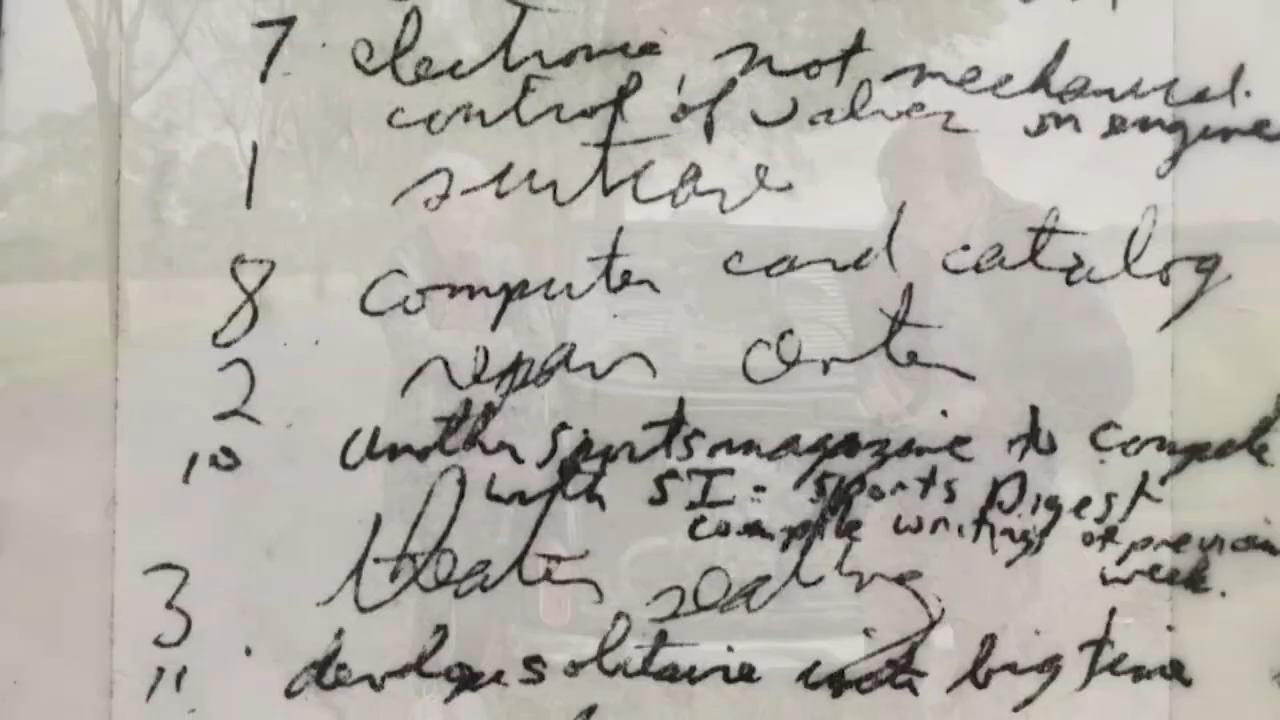 7. electronic, not mechanical
control of valves on engine
1 suitcase
8 computer card catalog
2 repair center
10 another sports magazine to compete
with SI - Sports Digest
compile writings of previous
week.
3 theater seating
11 develop solitaire into big time